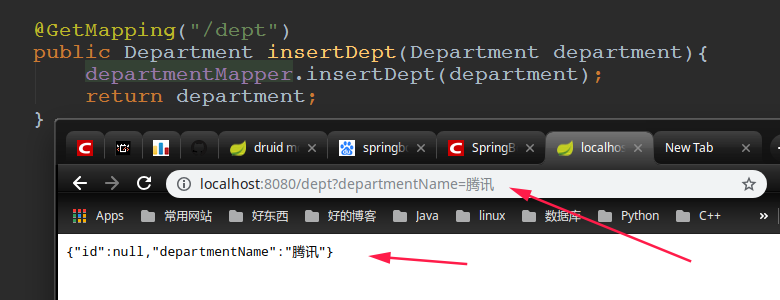 @GetMapping("/dept")
public Department insertDept(Department department){
departmentMapper.insertDept(department);
return department;
}
druid m springb SpringB localhos New Tab
localhost:8080/dept?departmentName=腾讯
Apps 常用网站 好东西 好的博客 Java linux 数据库 Python C++ »
{"id":null,"departmentName":"腾讯"}